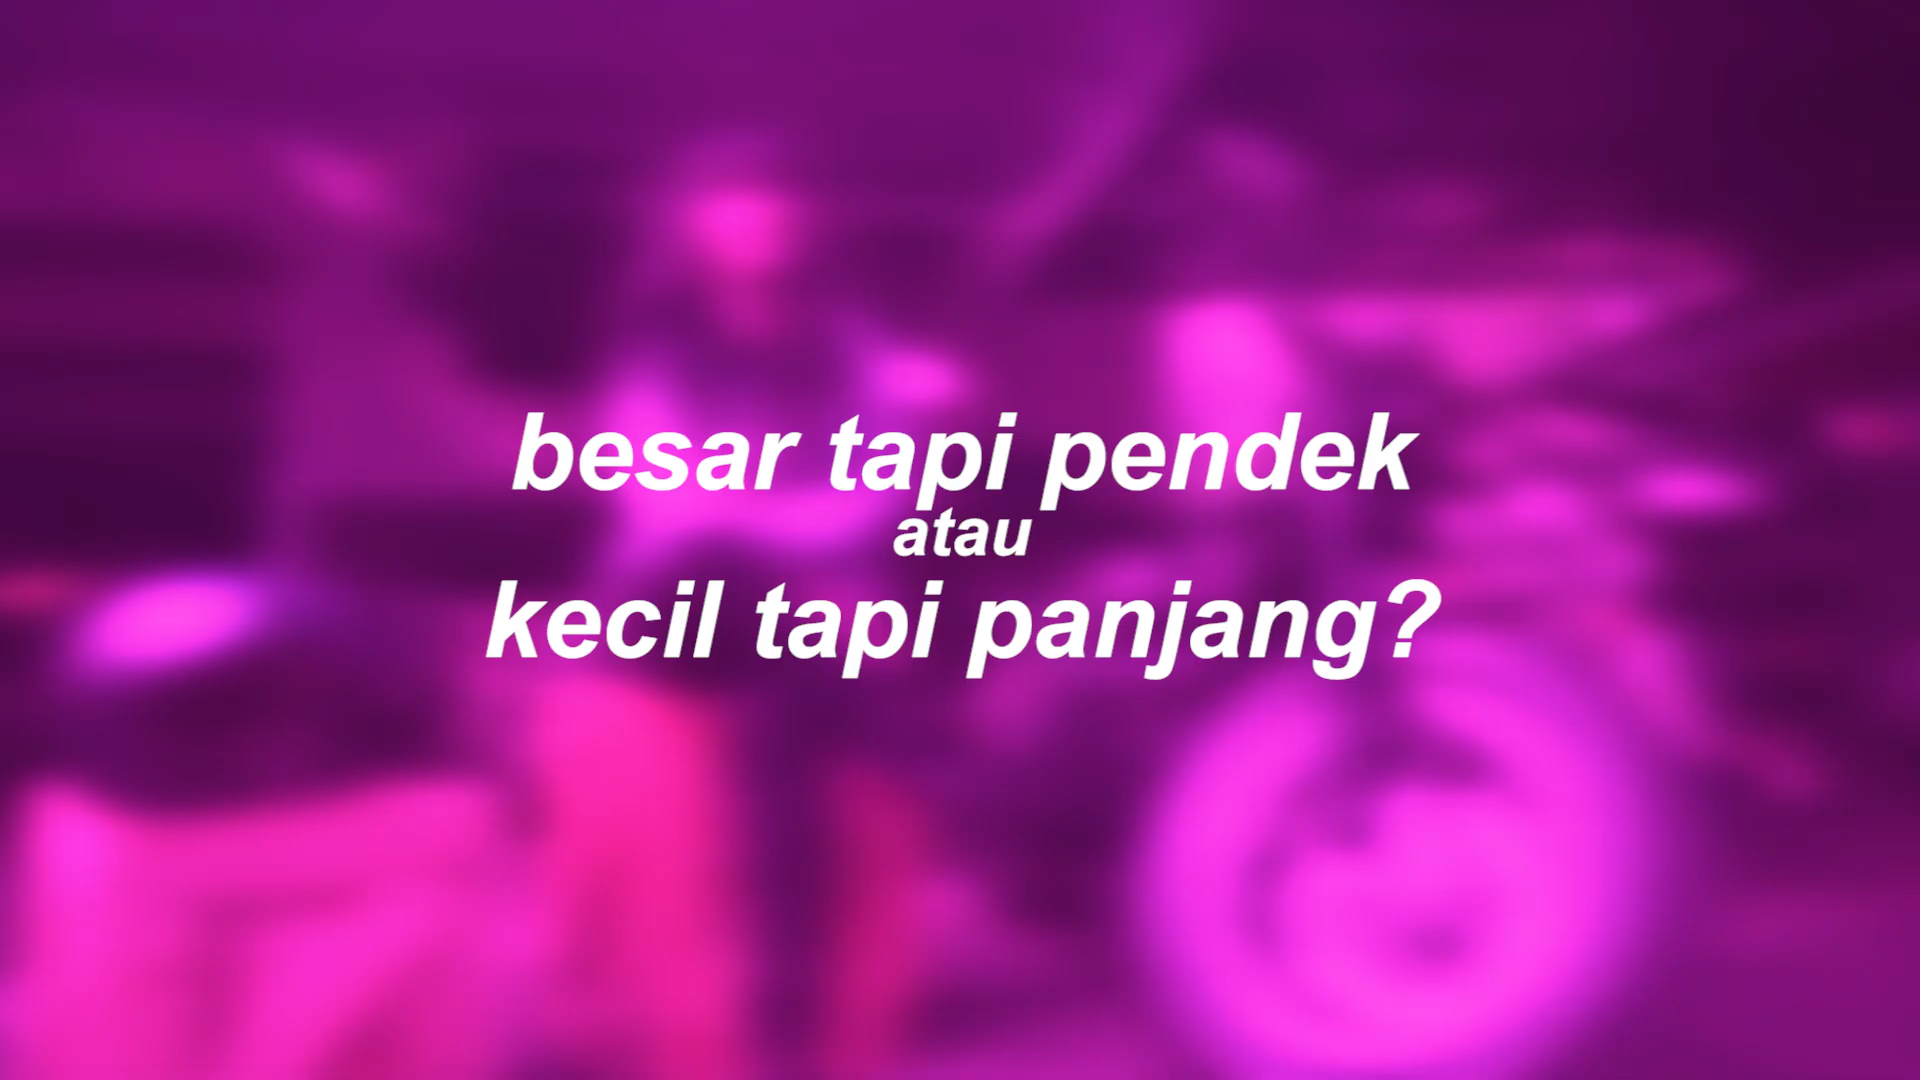 besar tapi pendek
atau
kecil tapi panjang?